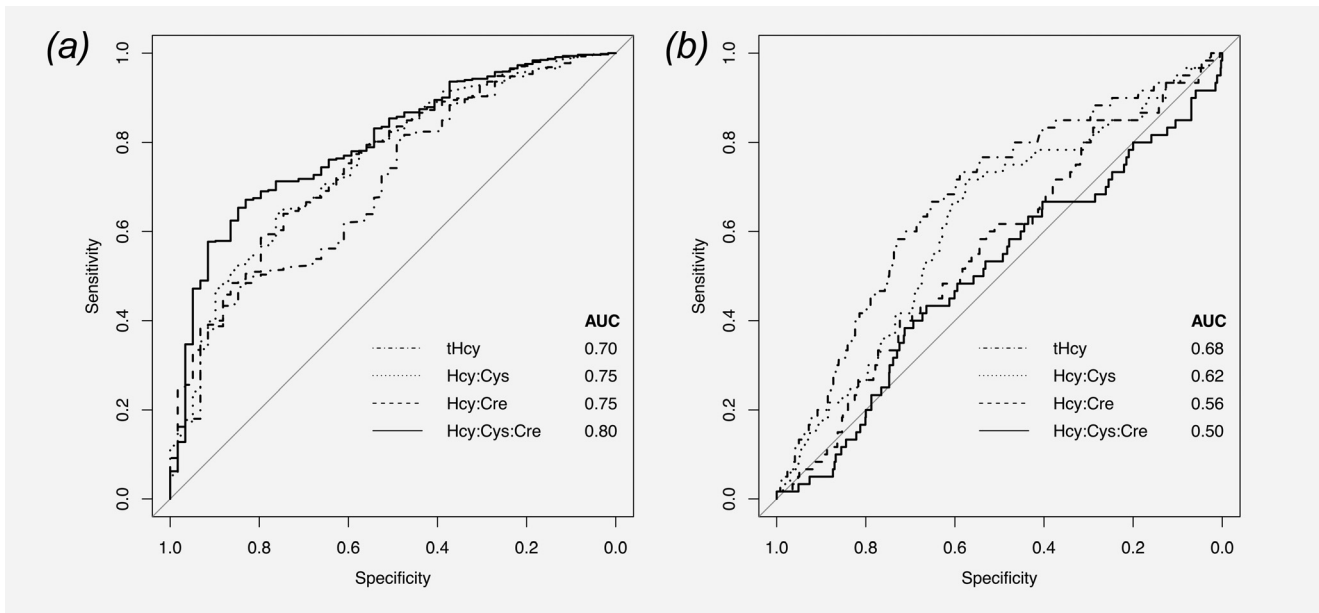 (a)
1.0
0.8
0.6
0.4
0.2
0.0
Sensitivity
AUC
tHcy 0.70
Hcy:Cys 0.75
Hcy:Cre 0.75
Hcy:Cys:Cre 0.80
1.0 0.8 0.6 0.4 0.2 0.0
Specificity
(b)
1.0
0.8
0.6
0.4
0.2
0.0
Sensitivity
AUC
tHcy 0.68
Hcy:Cys 0.62
Hcy:Cre 0.56
Hcy:Cys:Cre 0.50
1.0 0.8 0.6 0.4 0.2 0.0
Specificity